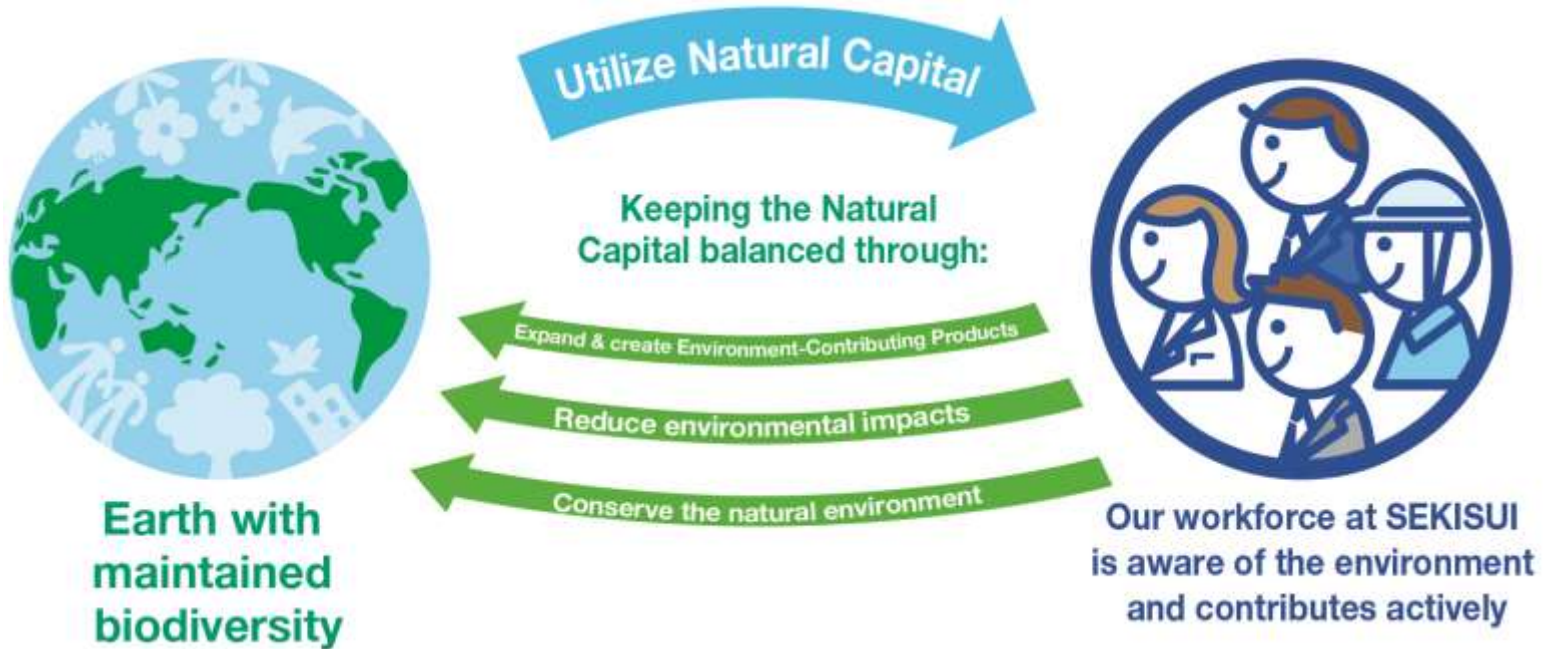 Utilize Natural Capital
Keeping the Natural
Capital balanced through:
Expand & create Environment-Contributing Products
Reduce environmental impacts
Conserve the natural environment
Earth with
maintained
biodiversity
Our workforce at SEKISUI
is aware of the environment
and contributes actively